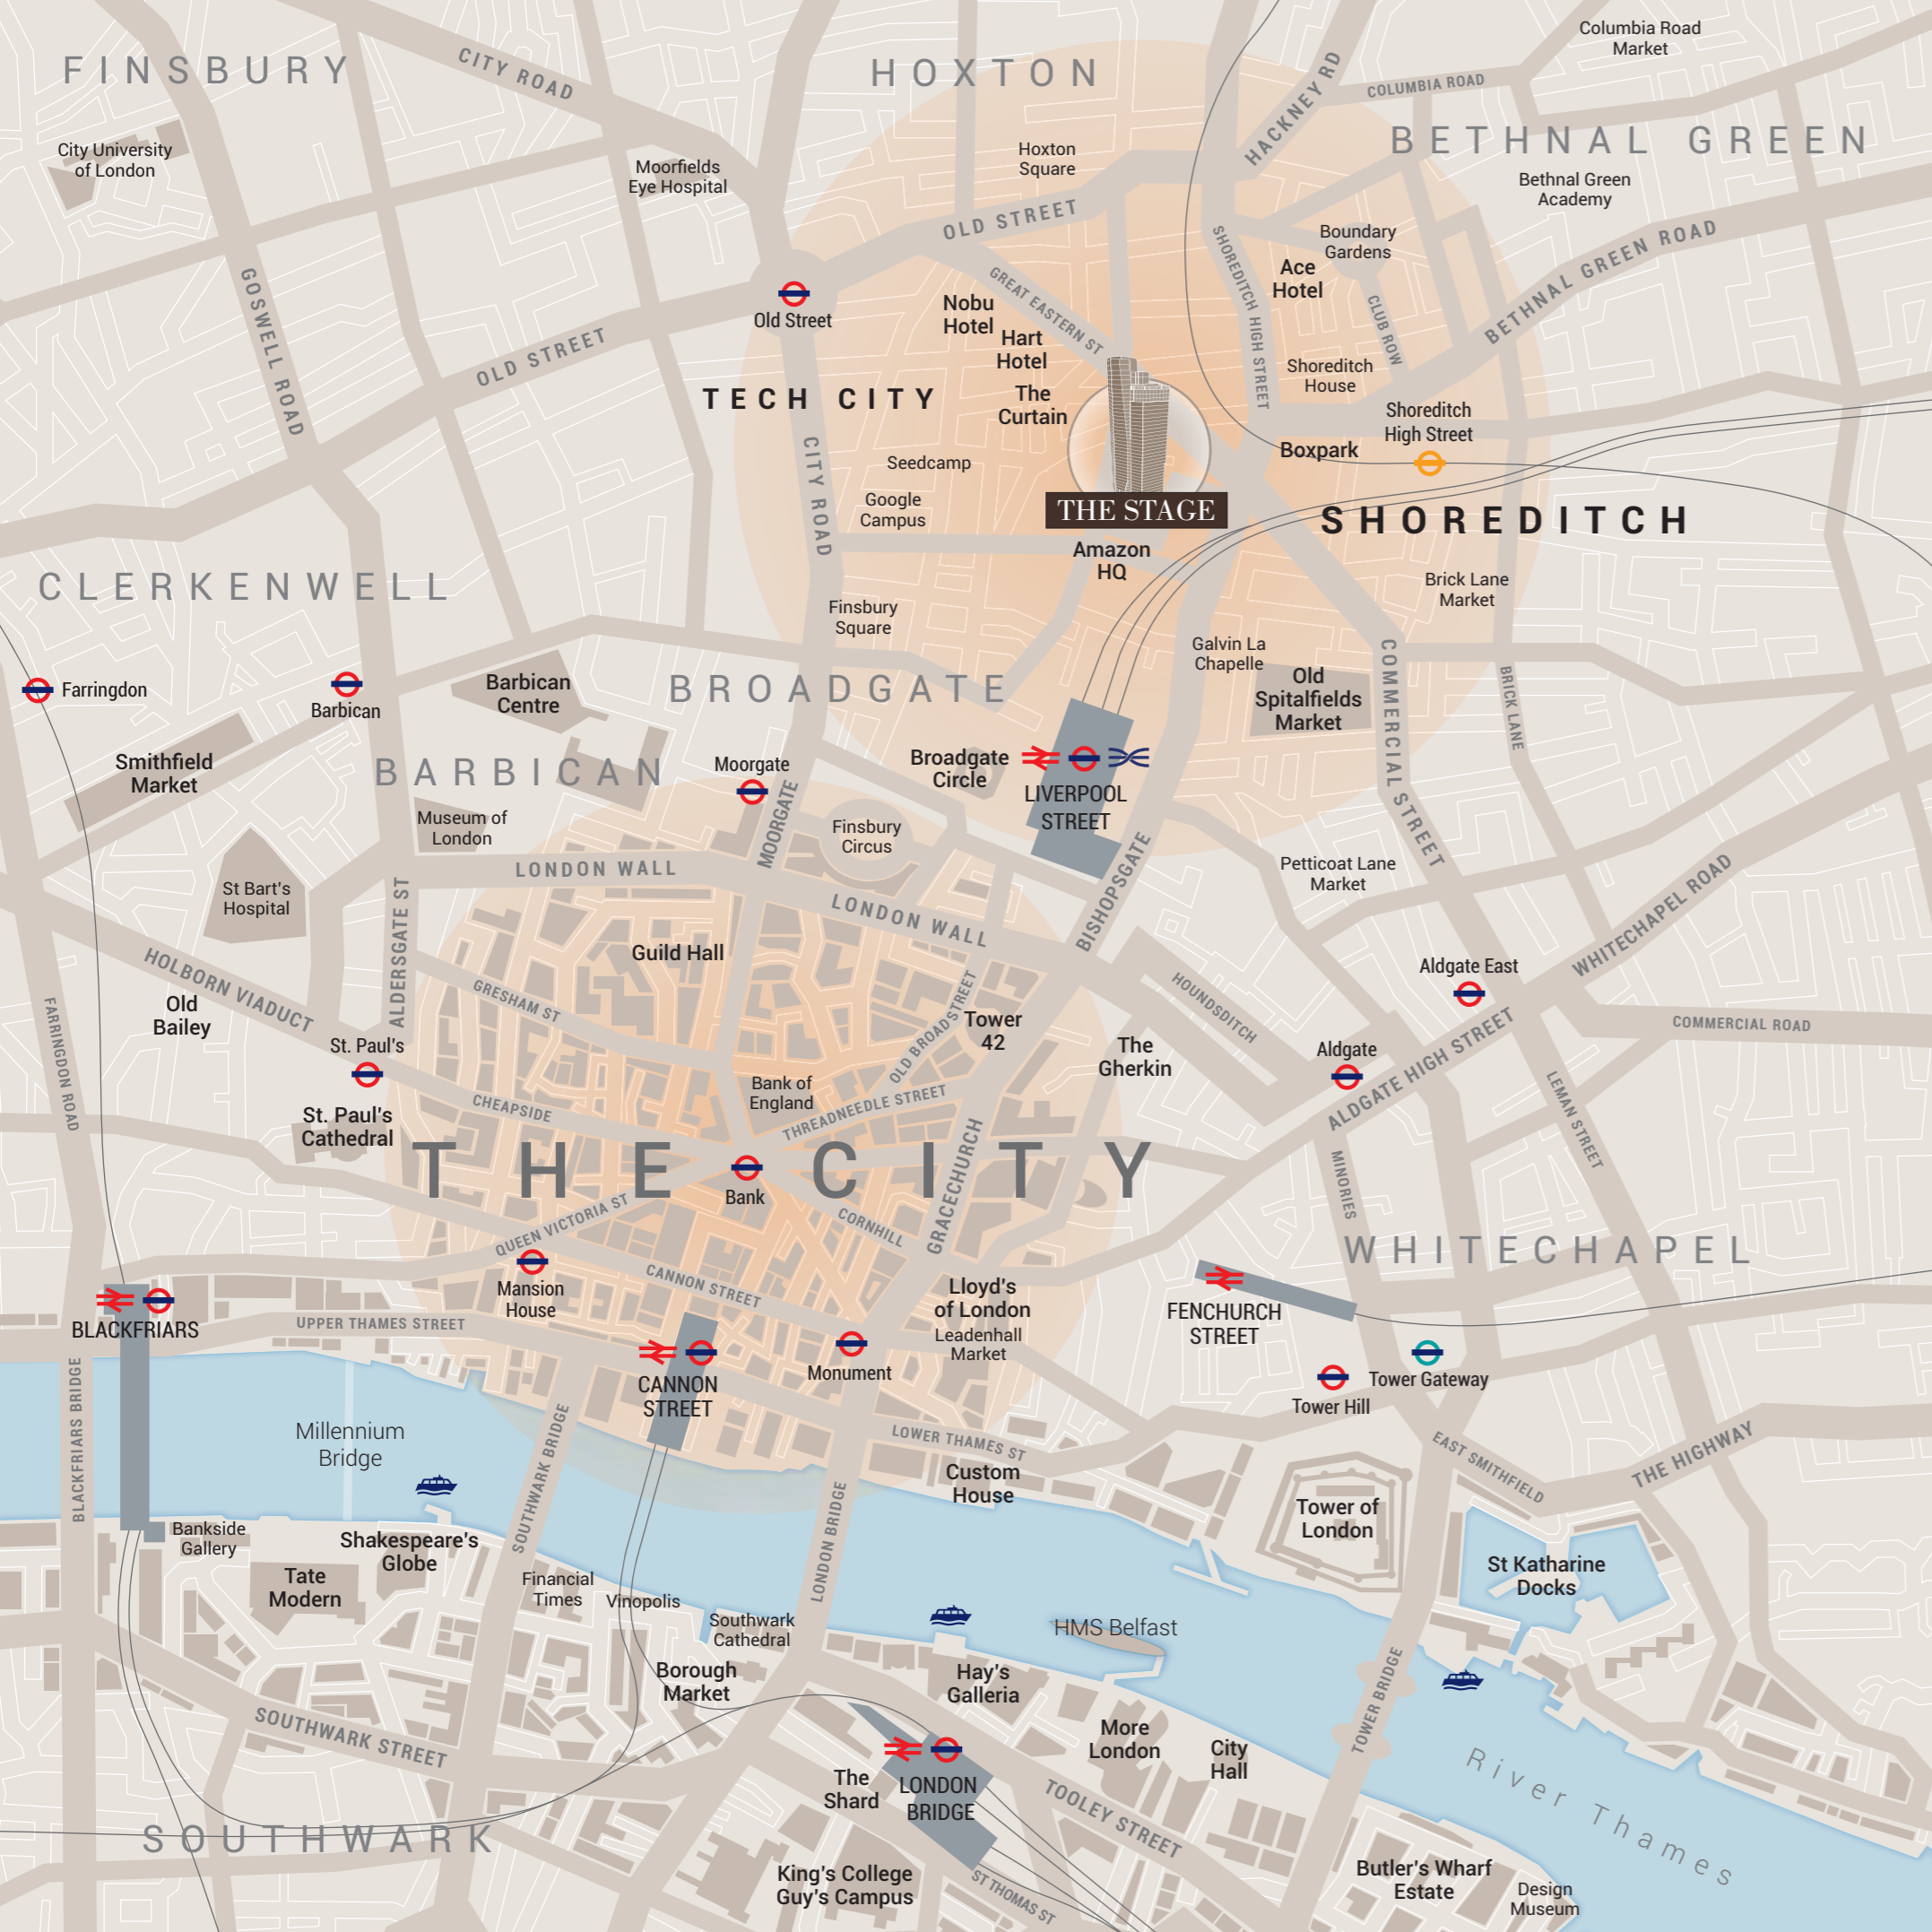 FINSBURY
CITY ROAD
HOXTON
HACKNEY RD
COLUMBIA ROAD
Columbia Road
Market
BETHNAL GREEN
City University
of London
Moorfields
Eye Hospital
Hoxton
Square
Bethnal Green
Academy
OLD STREET
SHOREDITCH HIGH STREET
Boundary
Gardens
Ace
Hotel
BETHNAL GREEN ROAD
GOSWELL ROAD
Old Street
GREAT EASTERN ST
Nobu
Hotel
Hart
Hotel
CLUB ROW
OLD STREET
TECH CITY
The
Curtain
Shoreditch
House
Shoreditch
High Street
Boxpark
CITY ROAD
Seedcamp
Google
Campus
THE STAGE
SHOREDITCH
Amazon
HQ
CLERKENWELL
Finsbury
Square
Brick Lane
Market
Galvin La
Chapelle
COMMERCIAL STREET
BRICK LANE
Farringdon
Barbican
Barbican
Centre
BROADGATE
Old
Spitalfields
Market
Smithfield
Market
BARBICAN
Moorgate
MOORGATE
Broadgate
Circle
LIVERPOOL
STREET
Museum of
London
Finsbury
Circus
LONDON WALL
BISHOPSGATE
Petticoat Lane
Market
WHITECHAPEL ROAD
St Bart's
Hospital
ALDERSGATE ST
LONDON WALL
Guild Hall
HOLBORN VIADUCT
GRESHAM ST
OLD BROAD STREET
HOUNDSDITCH
Aldgate East
COMMERCIAL ROAD
Old
Bailey
FARRINGDON ROAD
Tower
42
The
Gherkin
Aldgate
ALDGATE HIGH STREET
St. Paul's
LEMAN STREET
Bank of
England
THREADNEEDLE STREET
CHEAPSIDE
St. Paul's
Cathedral
THE CITY
GRACECHURCH
MINORIES
Bank
QUEEN VICTORIA ST
CORNHILL
WHITECHAPEL
Mansion
House
CANNON STREET
Lloyd's
of London
FENCHURCH
STREET
BLACKFRIARS
UPPER THAMES STREET
Leadenhall
Market
CANNON
STREET
Monument
Tower Hill
Tower Gateway
BLACKFRIARS BRIDGE
Millennium
Bridge
SOUTHWARK BRIDGE
LOWER THAMES ST
EAST SMITHFIELD
THE HIGHWAY
Custom
House
LONDON BRIDGE
Tower of
London
Bankside
Gallery
Shakespeare's
Globe
St Katharine
Docks
Tate
Modern
Financial
Times
Vinopolis
Southwark
Cathedral
HMS Belfast
Borough
Market
Hay's
Galleria
TOWER BRIDGE
SOUTHWARK STREET
More
London
City
Hall
River Thames
The
Shard
LONDON
BRIDGE
TOOLEY STREET
SOUTHWARK
King's College
Guy's Campus
ST THOMAS ST
Butler's Wharf
Estate
Design
Museum